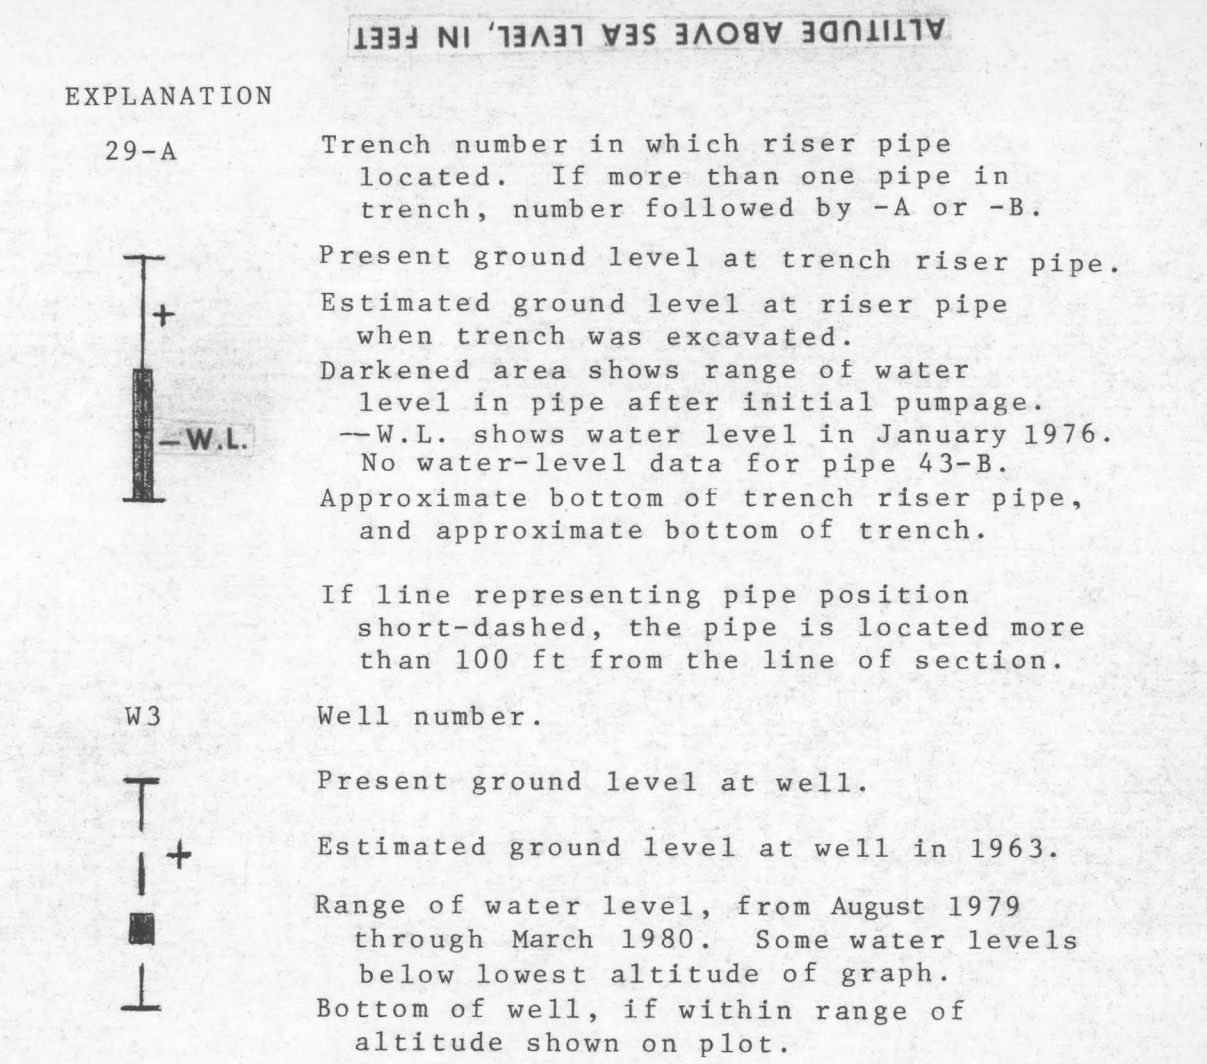 ALTITUDE ABOVE SEA LEVEL, IN FEET
EXPLANATION
29-A
Trench number in which riser pipe
located. If more than one pipe in
trench, number followed by -A or -B.
Present ground level at trench riser pipe.
+
Estimated ground level at riser pipe
when trench was excavated.
Darkened area shows range of water
level in pipe after initial pumpage.
—W.L.
—W.L. shows water level in January 1976.
No water-level data for pipe 43-B.
Approximate bottom of trench riser pipe,
and approximate bottom of trench.
If line representing pipe position
short-dashed, the pipe is located more
than 100 ft from the line of section.
W3
Well number.
Present ground level at well.
+
Estimated ground level at well in 1963.
Range of water level, from August 1979
through March 1980. Some water levels
below lowest altitude of graph.
Bottom of well, if within range of
altitude shown on plot.